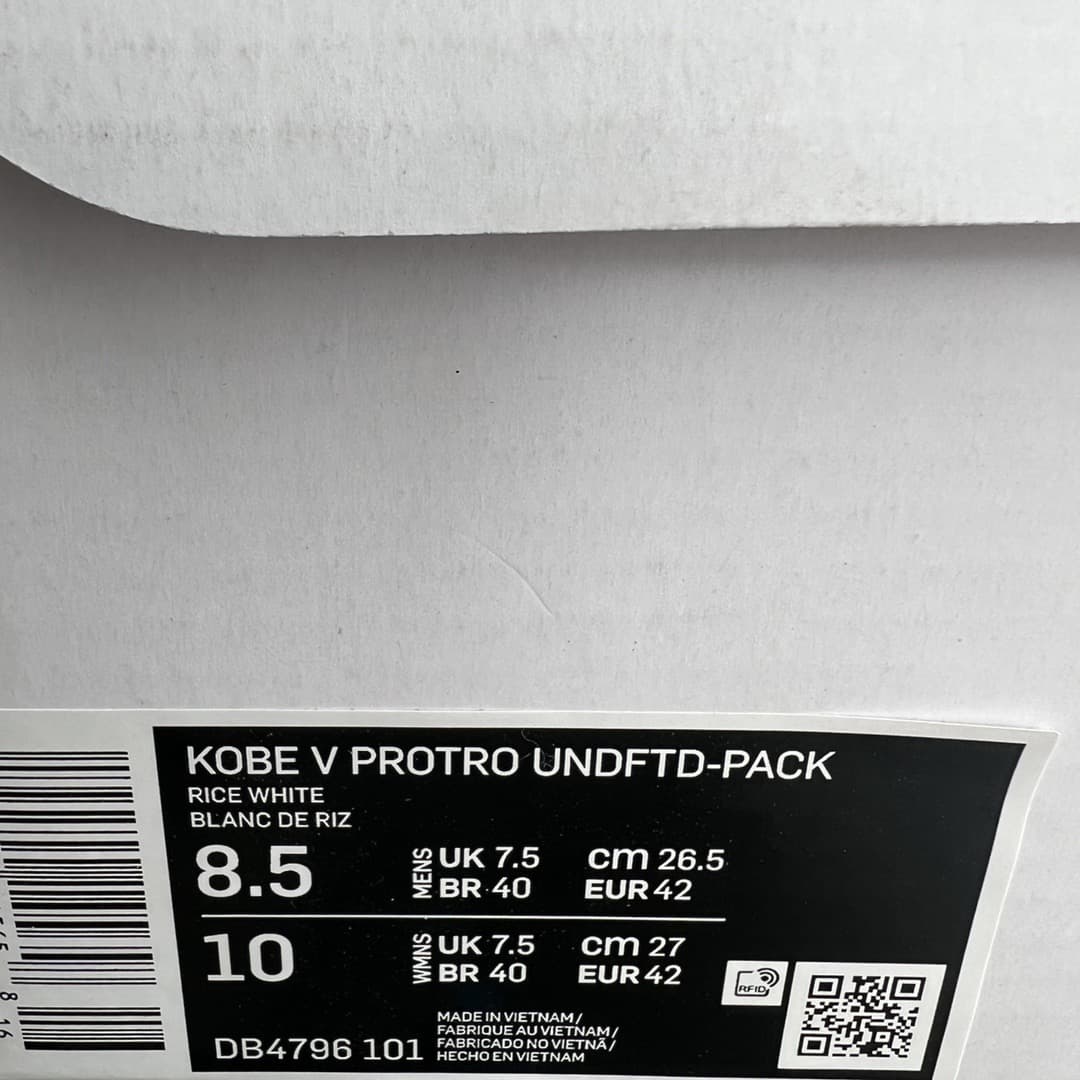 KOBE V PROTRO UNDFTD-PACK
RICE WHITE
BLANC DE RIZ
8.5 MENS UK 7.5 cm 26.5
BR 40 EUR 42
10 WMNS UK 7.5 cm 27
BR 40 EUR 42
RFID
DB4796 101
MADE IN VIETNAM/
FABRIQUE AU VIETNAM/
FABRICADO NO VIETNÃ/
HECHO EN VIETNAM
8 16